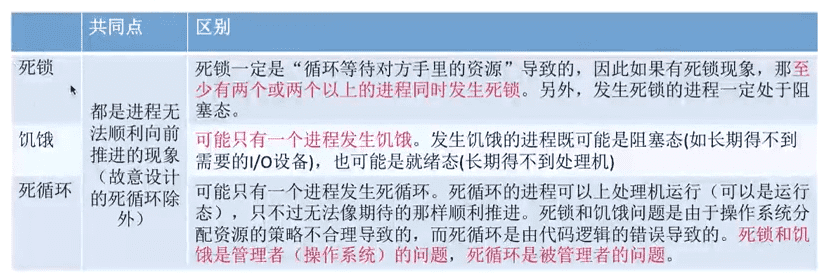 共同点
区别
死锁
死锁一定是“循环等待对方手里的资源”导致的，因此如果有死锁现象，那至
少有两个或两个以上的进程同时发生死锁。另外，发生死锁的进程一定处于阻
塞态。
都是进程无
法顺利向前
推进的现象
（故意设计
的死循环除
外）
饥饿
可能只有一个进程发生饥饿。发生饥饿的进程既可能是阻塞态(如长期得不到
需要的I/O设备)，也可能是就绪态(长期得不到处理机)
死循环
可能只有一个进程发生死循环。死循环的进程可以上处理机运行（可以是运行
态），只不过无法像期待的那样顺利推进。死锁和饥饿问题是由于操作系统分
配资源的策略不合理导致的，而死循环是由代码逻辑的错误导致的。死锁和饥
饿是管理者（操作系统）的问题，死循环是被管理者的问题。